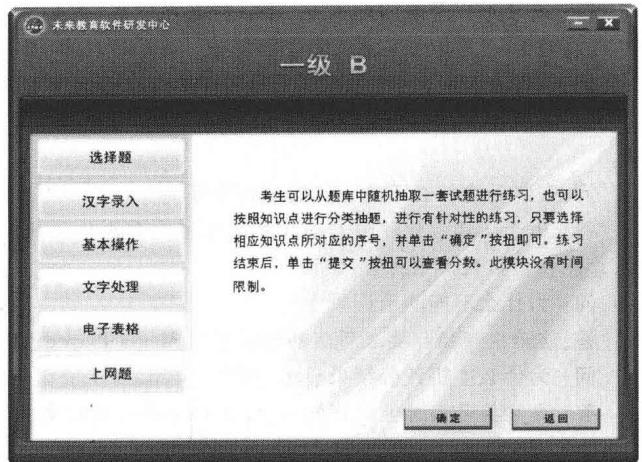 未来教育软件研发中心
一级 B
选择题
汉字录入
基本操作
文字处理
电子表格
上网题
考生可以从题库中随机抽取一套试题进行练习，也可以
按照知识点进行分类抽题，进行有针对性的练习，只要选择
相应知识点所对应的序号，并单击“确定”按扭即可。练习
结束后，单击“提交”按扭可以查看分数。此模块没有时间
限制。
确定
返回